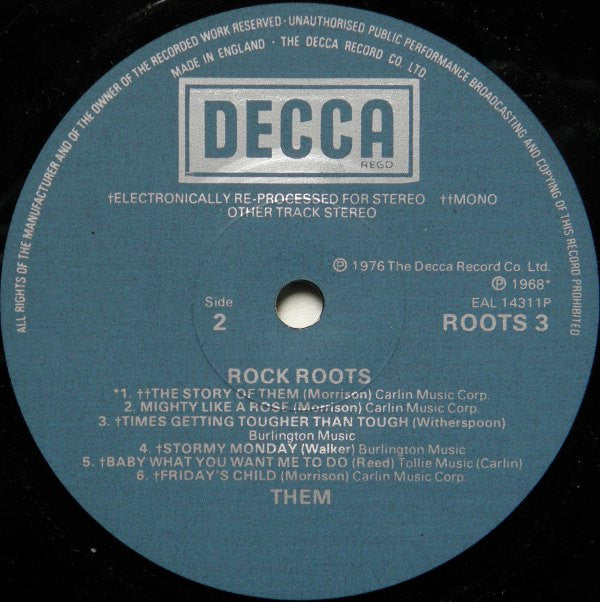 ALL RIGHTS OF THE MANUFACTURER AND OF THE OWNER OF THE RECORDED WORK RESERVED · UNAUTHORISED PUBLIC PERFORMANCE BROADCASTING AND COPYING OF THIS RECORD PROHIBITED
MADE IN ENGLAND · THE DECCA RECORD CO. LTD.
DECCA
REGD
†ELECTRONICALLY RE-PROCESSED FOR STEREO ††MONO
OTHER TRACK STEREO
℗ 1976 The Decca Record Co. Ltd.
℗ 1968*
Side
EAL 14311P
2
ROOTS 3
ROCK ROOTS
*1. ††THE STORY OF THEM (Morrison) Carlin Music Corp.
2. MIGHTY LIKE A ROSE (Morrison) Carlin Music Corp.
3. †TIMES GETTING TOUGHER THAN TOUGH (Witherspoon)
Burlington Music
4. †STORMY MONDAY (Walker) Burlington Music
5. †BABY WHAT YOU WANT ME TO DO (Reed) Tollie Music (Carlin)
6. †FRIDAY'S CHILD (Morrison) Carlin Music Corp.
THEM